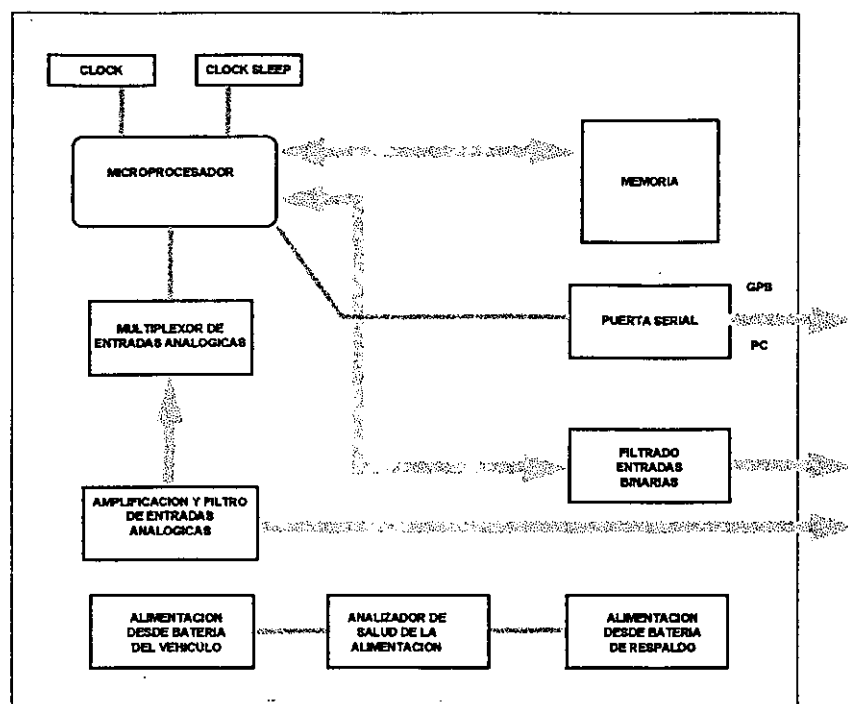 CLOCK
CLOCK SLEEP
MICROPROCESADOR
MEMORIA
GPS
PUERTA SERIAL
PC
MULTIPLEXOR DE
ENTRADAS ANALOGICAS
FILTRADO
ENTRADAS
BINARIAS
AMPLIFICACION Y FILTRO
DE ENTRADAS
ANALOGICAS
ALIMENTACION
DESDE BATERIA
DEL VEHICULO
ANALIZADOR DE
SALUD DE LA
ALIMENTACION
ALIMENTACION
DESDE BATERIA
DE RESPALDO